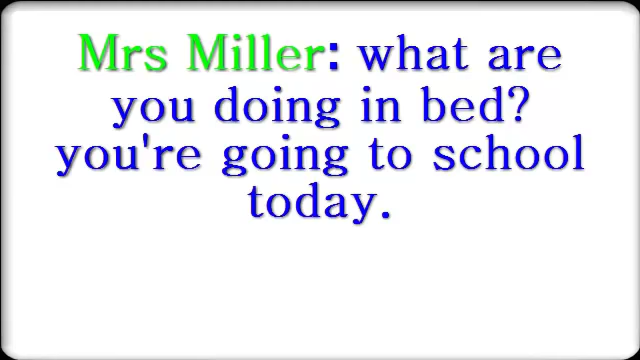 Mrs Miller: what are
you doing in bed?
you're going to school
today.